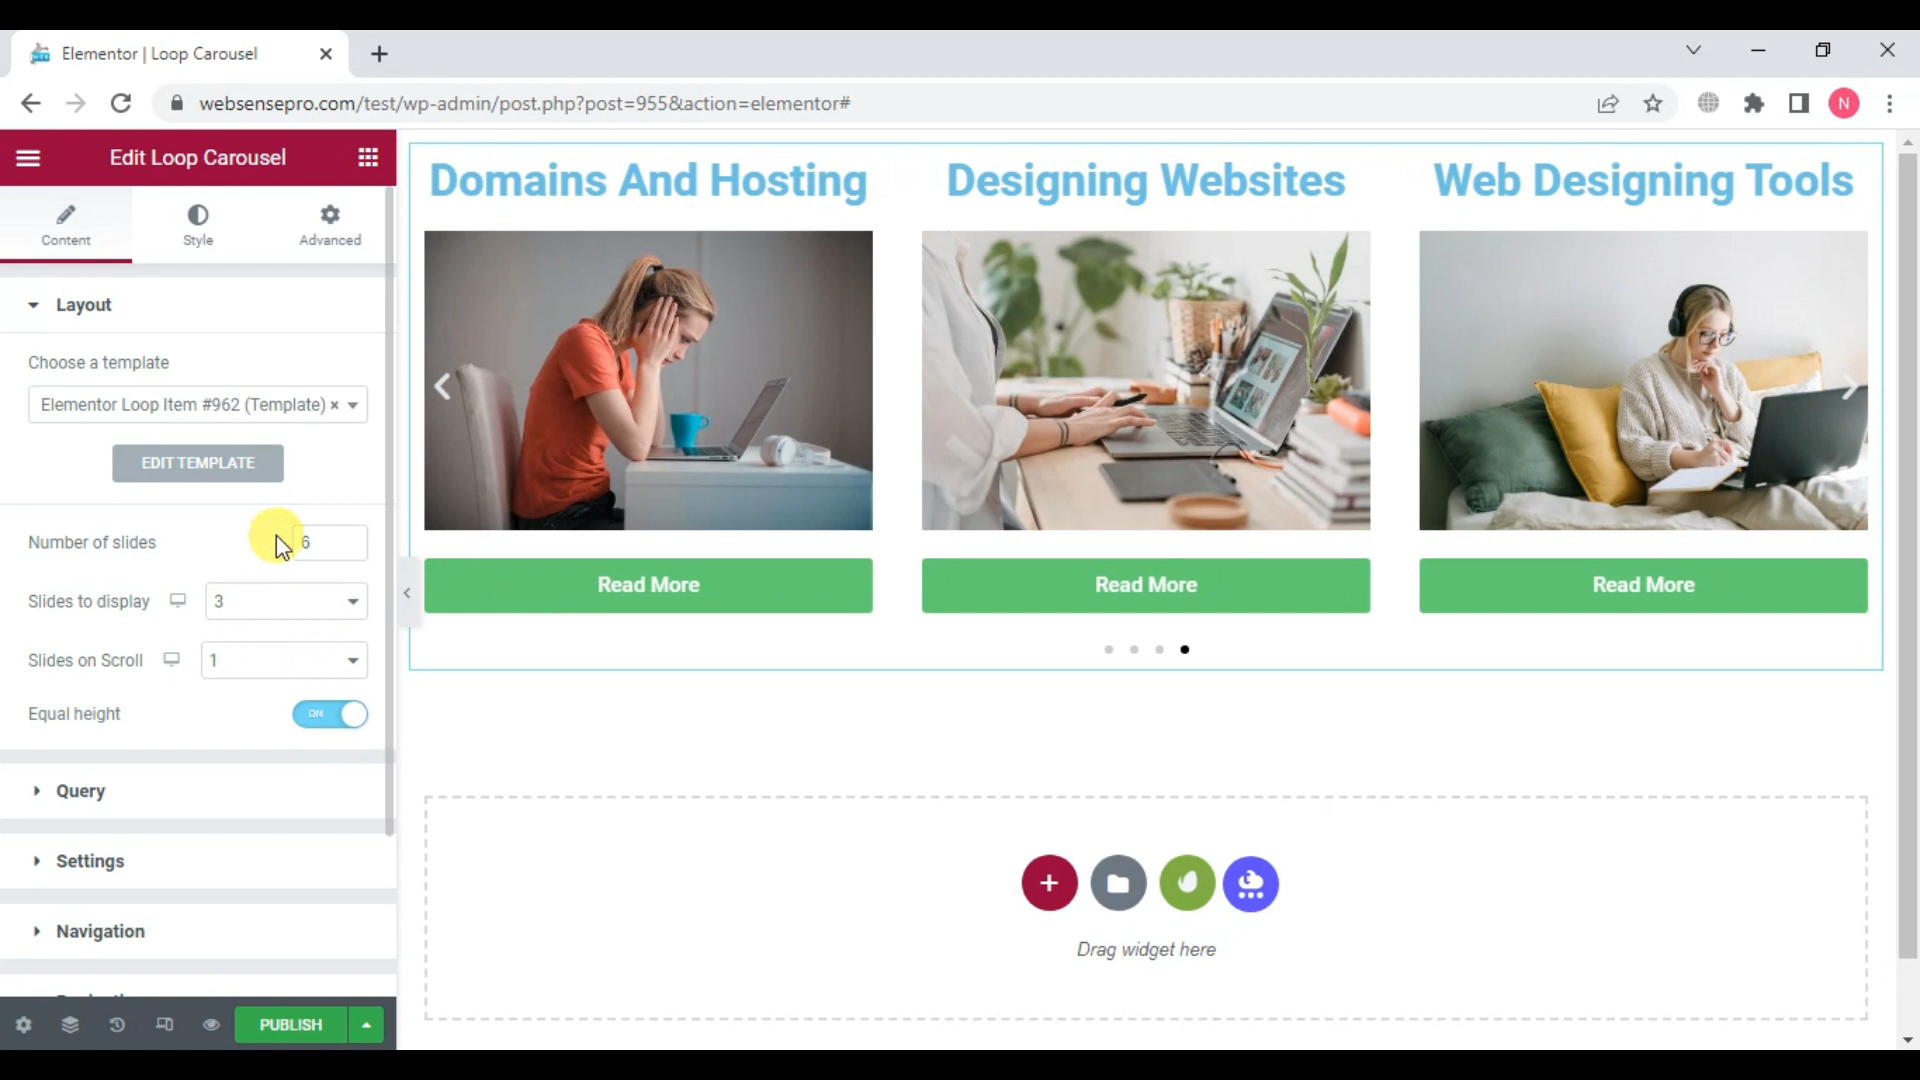 Elementor | Loop Carousel
websensepro.com/test/wp-admin/post.php?post=955&action=elementor#
N
Edit Loop Carousel
Content
Style
Advanced
Layout
Choose a template
Elementor Loop Item #962 (Template) ×
EDIT TEMPLATE
Number of slides
6
Slides to display
3
Slides on Scroll
1
Equal height
ON
Query
Settings
Navigation
PUBLISH
Domains And Hosting
Designing Websites
Web Designing Tools
Read More
Read More
Read More
Drag widget here